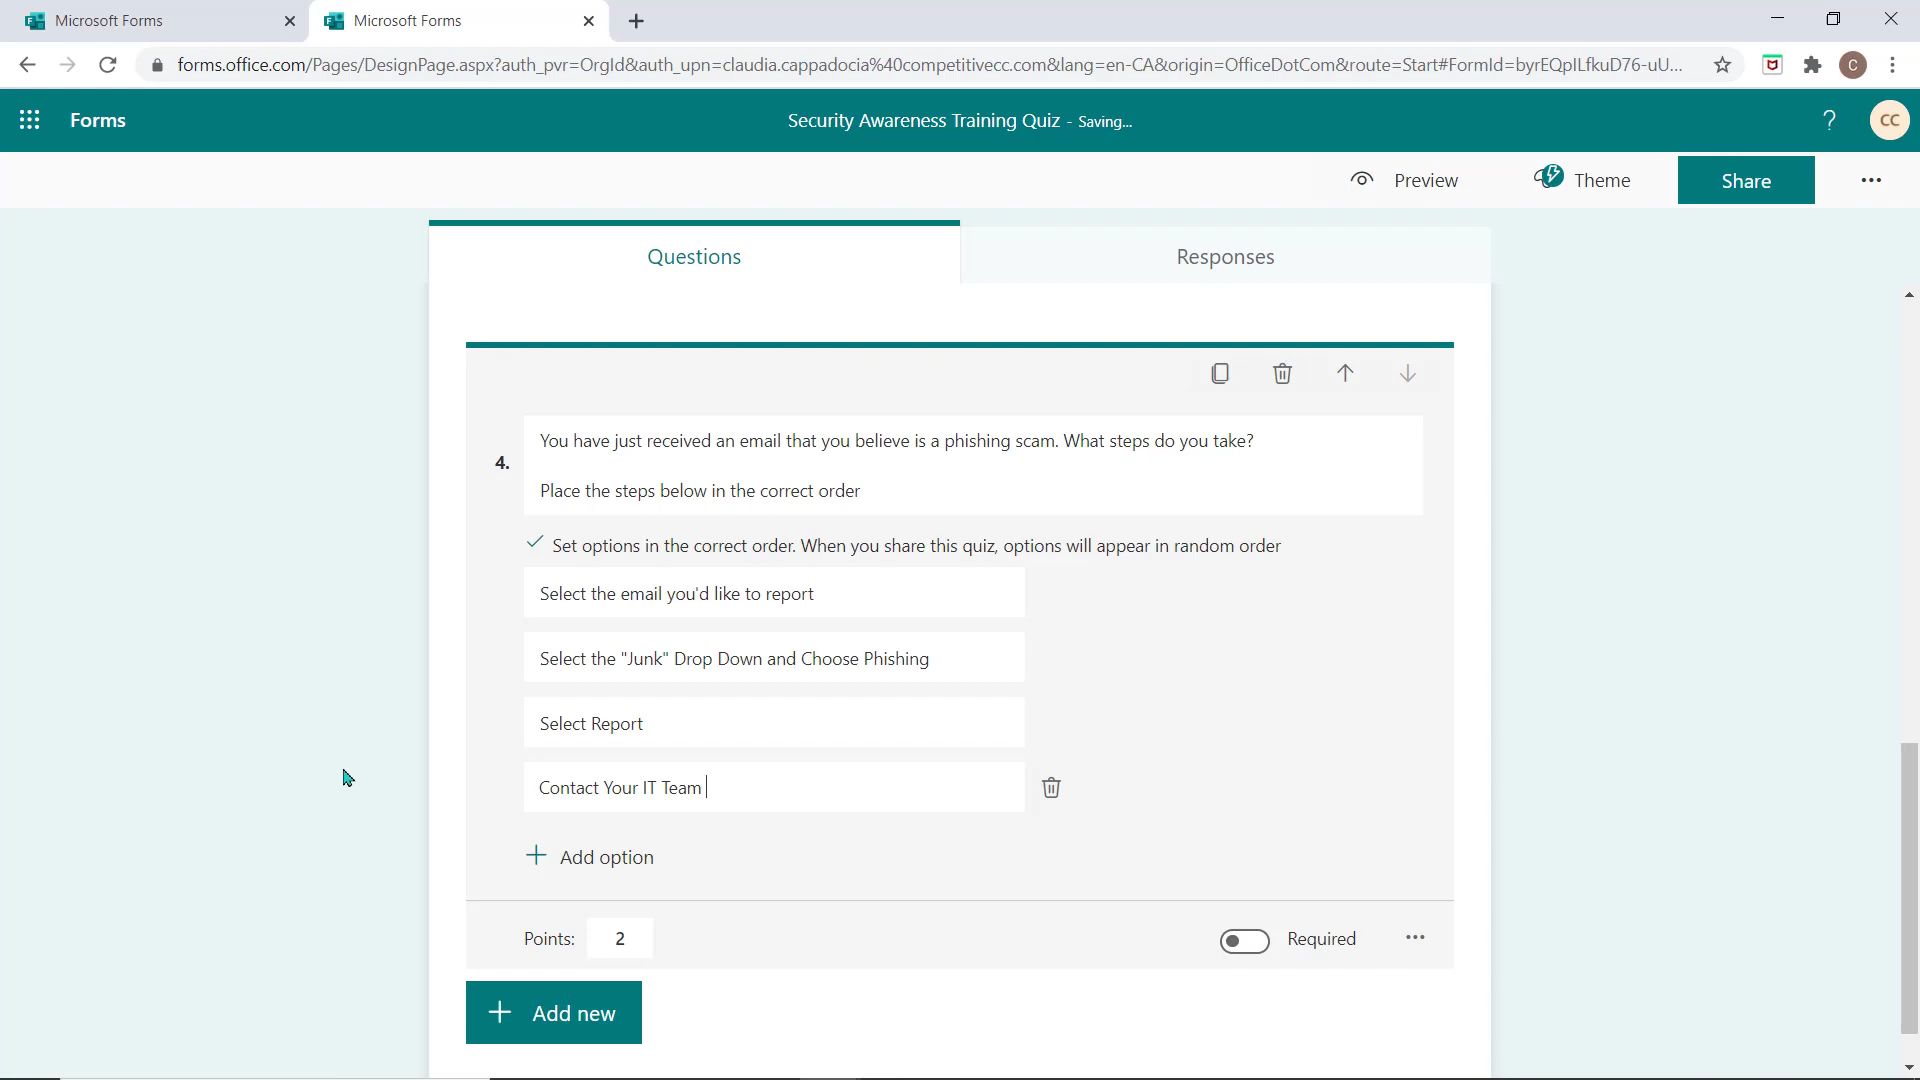 Microsoft Forms
Microsoft Forms
forms.office.com/Pages/DesignPage.aspx?auth_pvr=OrgId&auth_upn=claudia.cappadocia%40competitivecc.com&lang=en-CA&origin=OfficeDotCom&route=Start#FormId=byrEQpILfkuD76-uU...
C
Forms
Security Awareness Training Quiz - Saving...
?
CC
Preview
Theme
Share
Questions
Responses
4.
You have just received an email that you believe is a phishing scam. What steps do you take?
Place the steps below in the correct order
Set options in the correct order. When you share this quiz, options will appear in random order
Select the email you'd like to report
Select the "Junk" Drop Down and Choose Phishing
Select Report
Contact Your IT Team
Add option
Points: 2
Required
Add new